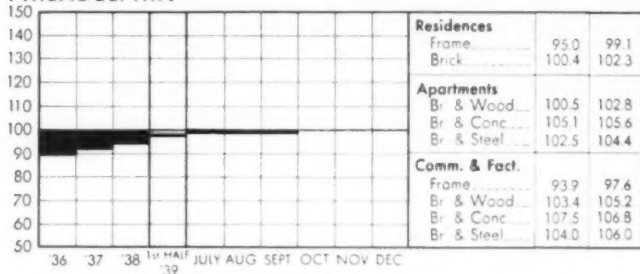 150
140
130
120
110
100
90
80
70
60
50
'36 '37 '38 1st HALF '39 JULY AUG SEPT OCT NOV DEC
Residences
Frame 95.0 99.1
Brick 100.4 102.3
Apartments
Br & Wood 100.5 102.8
Br & Conc 105.1 105.6
Br & Steel 102.5 104.4
Comm. & Fact.
Frame 93.9 97.6
Br & Wood 103.4 105.2
Br & Conc 107.5 106.8
Br & Steel 104.0 106.0